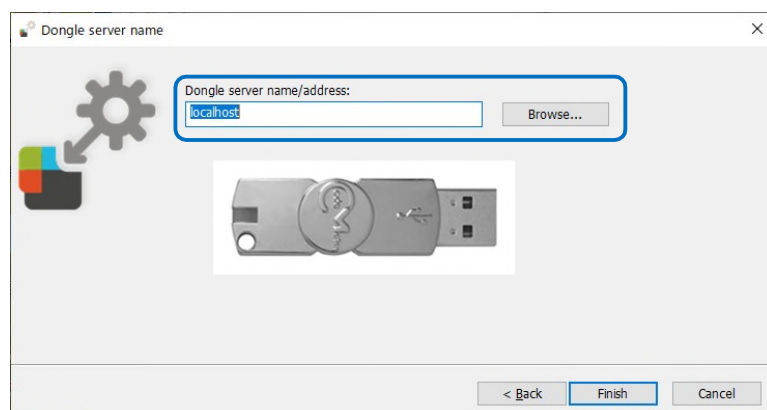 Dongle server name
Dongle server name/address:
localhost
Browse...
< Back
Finish
Cancel